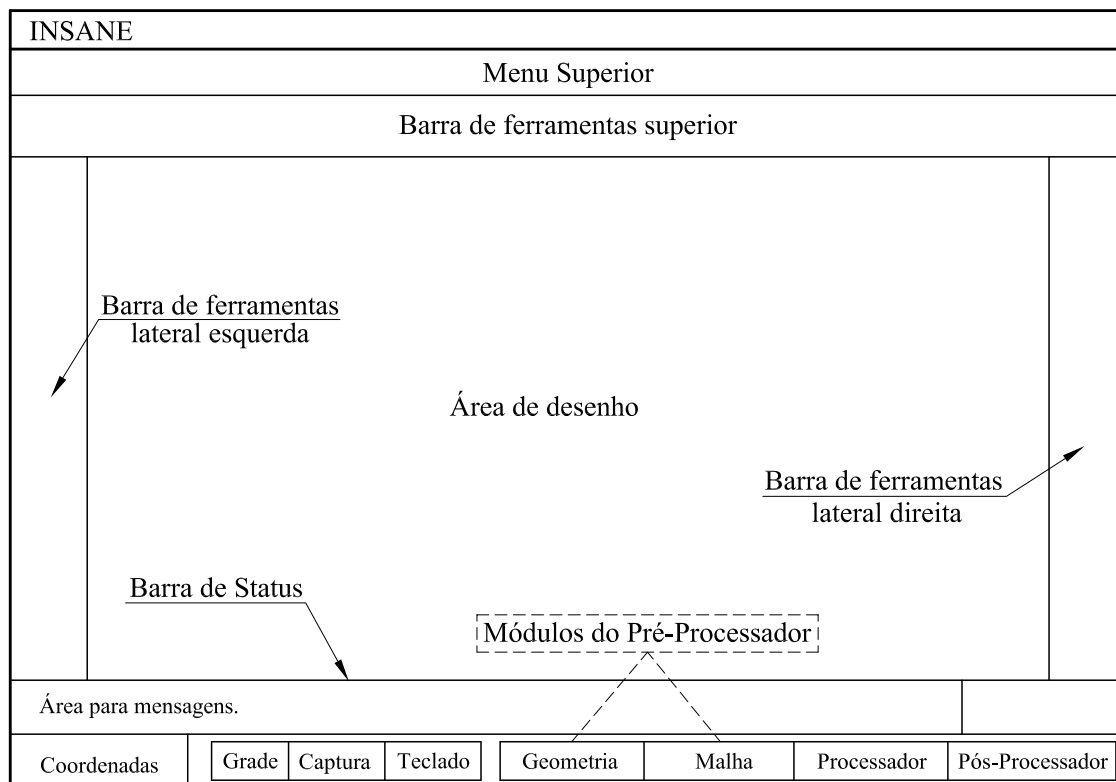 INSANE
Menu Superior
Barra de ferramentas superior
Barra de ferramentas
lateral esquerda
Área de desenho
Barra de ferramentas
lateral direita
Barra de Status
Módulos do Pré-Processador
Área para mensagens.
Coordenadas
Grade
Captura
Teclado
Geometria
Malha
Processador
Pós-Processador